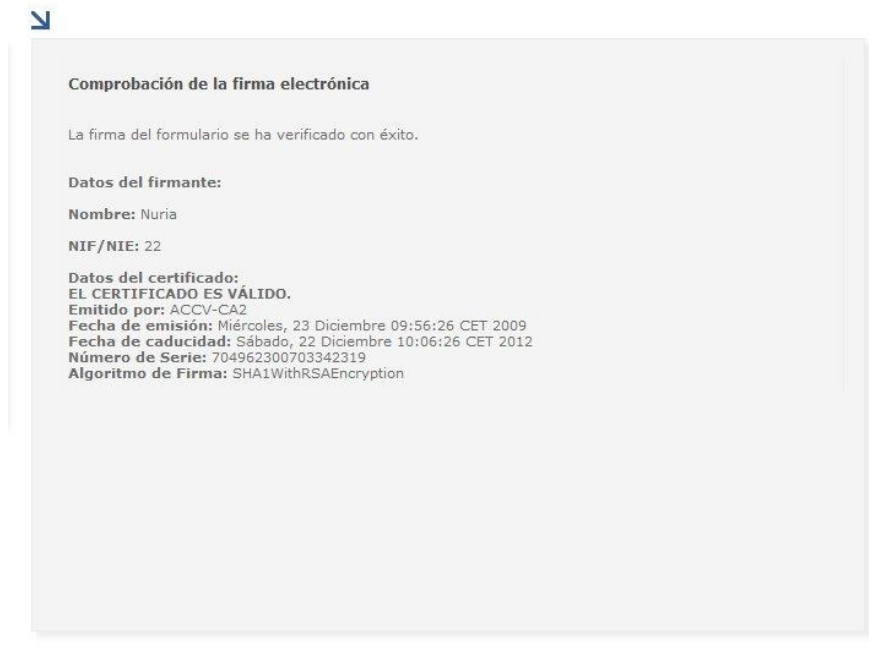 Comprobación de la firma electrónica
La firma del formulario se ha verificado con éxito.
Datos del firmante:
Nombre: Nuria
NIF/NIE: 22
Datos del certificado:
EL CERTIFICADO ES VÁLIDO.
Emitido por: ACCV-CA2
Fecha de emisión: Miércoles, 23 Diciembre 09:56:26 CET 2009
Fecha de caducidad: Sábado, 22 Diciembre 10:06:26 CET 2012
Número de Serie: 704962300703342319
Algoritmo de Firma: SHA1WithRSAEncryption